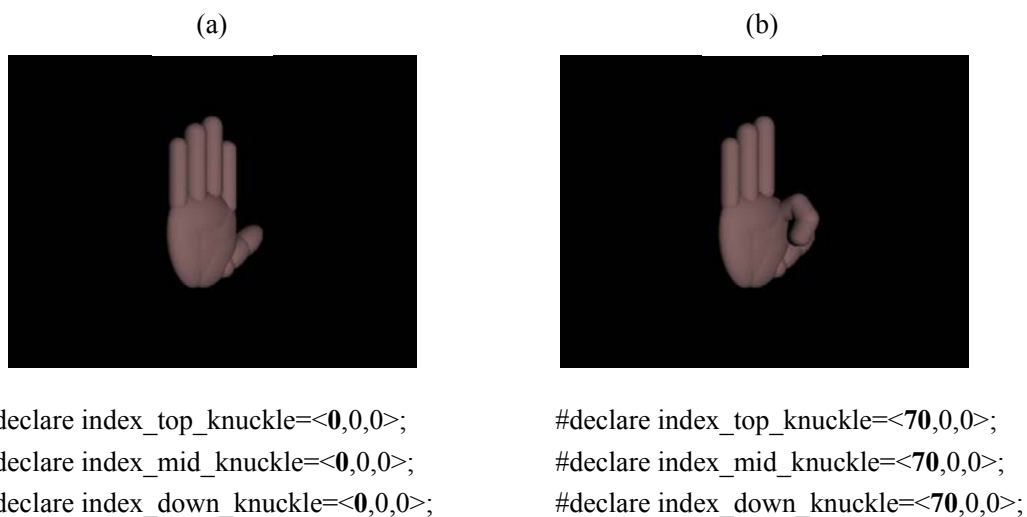 (a)
(b)
declare index_top_knuckle=<0,0,0>;
declare index_mid_knuckle=<0,0,0>;
declare index_down_knuckle=<0,0,0>;
#declare index_top_knuckle=<70,0,0>;
#declare index_mid_knuckle=<70,0,0>;
#declare index_down_knuckle=<70,0,0>;